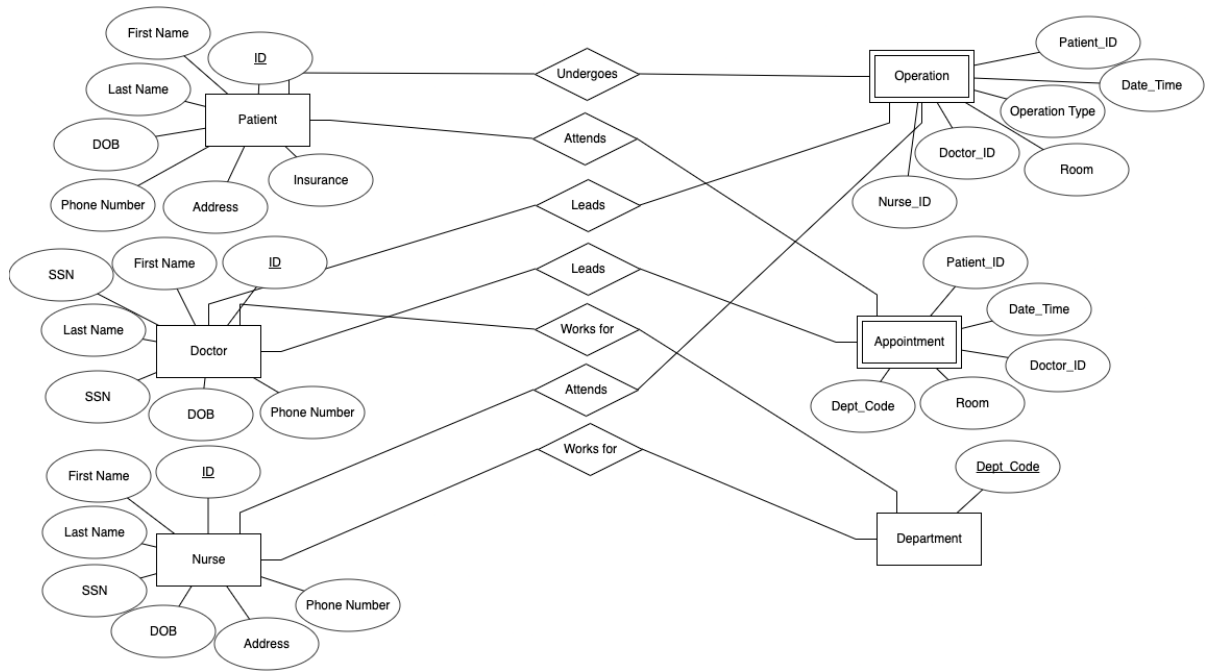 First Name
ID
Last Name
Patient
DOB
Phone Number
Address
Insurance
Undergoes
Operation
Patient_ID
Date_Time
Operation Type
Doctor_ID
Room
Nurse_ID
Attends
Leads
SSN
First Name
ID
Last Name
Doctor
SSN
DOB
Phone Number
Leads
Works for
Attends
Works for
Patient_ID
Date_Time
Appointment
Doctor_ID
Dept_Code
Room
First Name
ID
Last Name
Nurse
SSN
DOB
Address
Phone Number
Dept_Code
Department